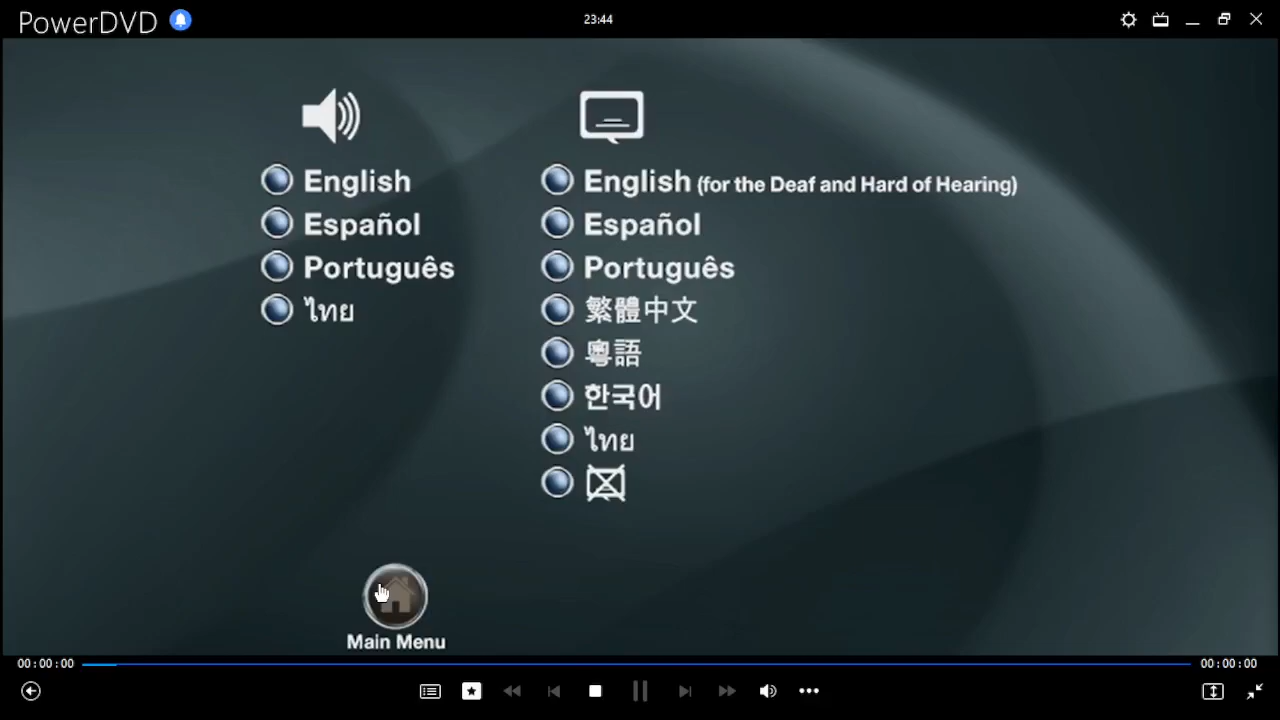 PowerDVD
23:44
English
Español
Português
ไทย
English (for the Deaf and Hard of Hearing)
Español
Português
繁體中文
粵語
한국어
ไทย
Main Menu
00:00:00
00:00:00